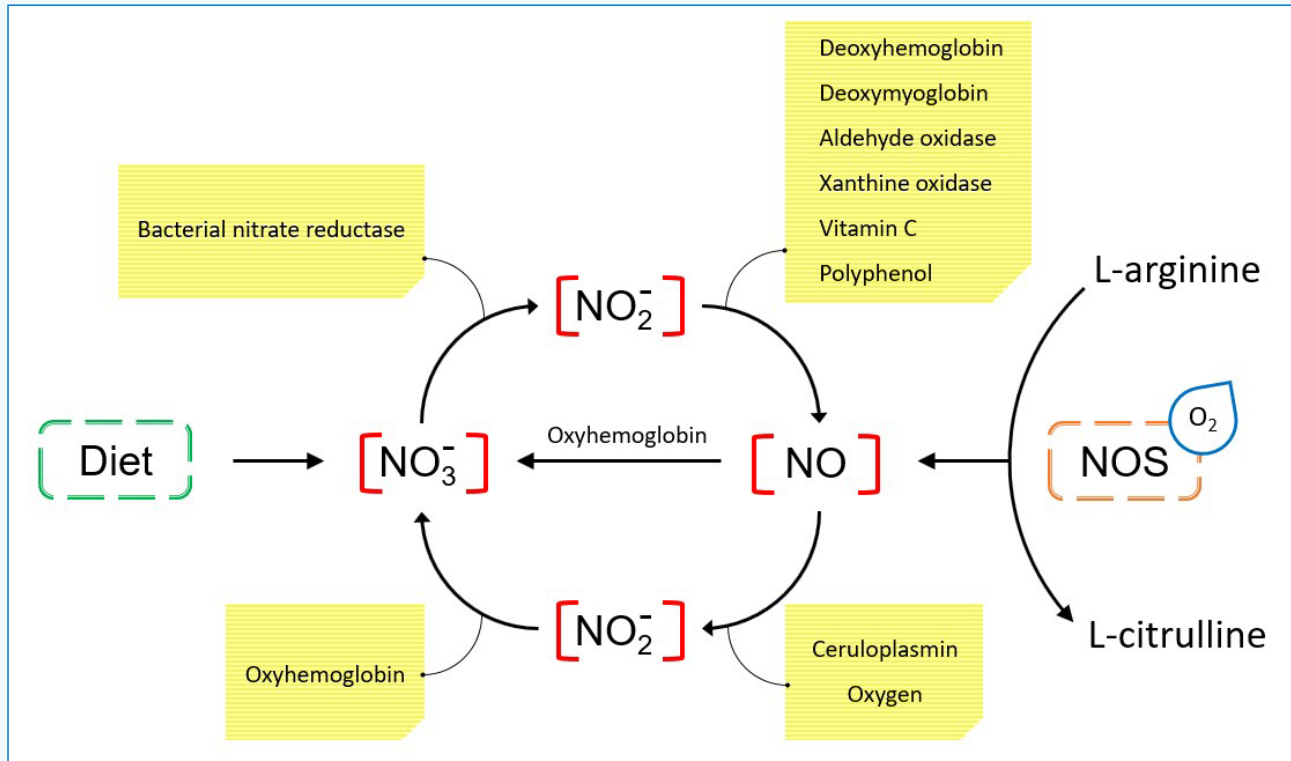 Deoxyhemoglobin
Deoxymyoglobin
Aldehyde oxidase
Xanthine oxidase
Vitamin C
Polyphenol
Bacterial nitrate reductase
L-arginine
[NO₂⁻]
O₂
Diet
[NO₃⁻]
Oxyhemoglobin
[NO]
NOS
[NO₂⁻]
L-citrulline
Oxyhemoglobin
Ceruloplasmin
Oxygen